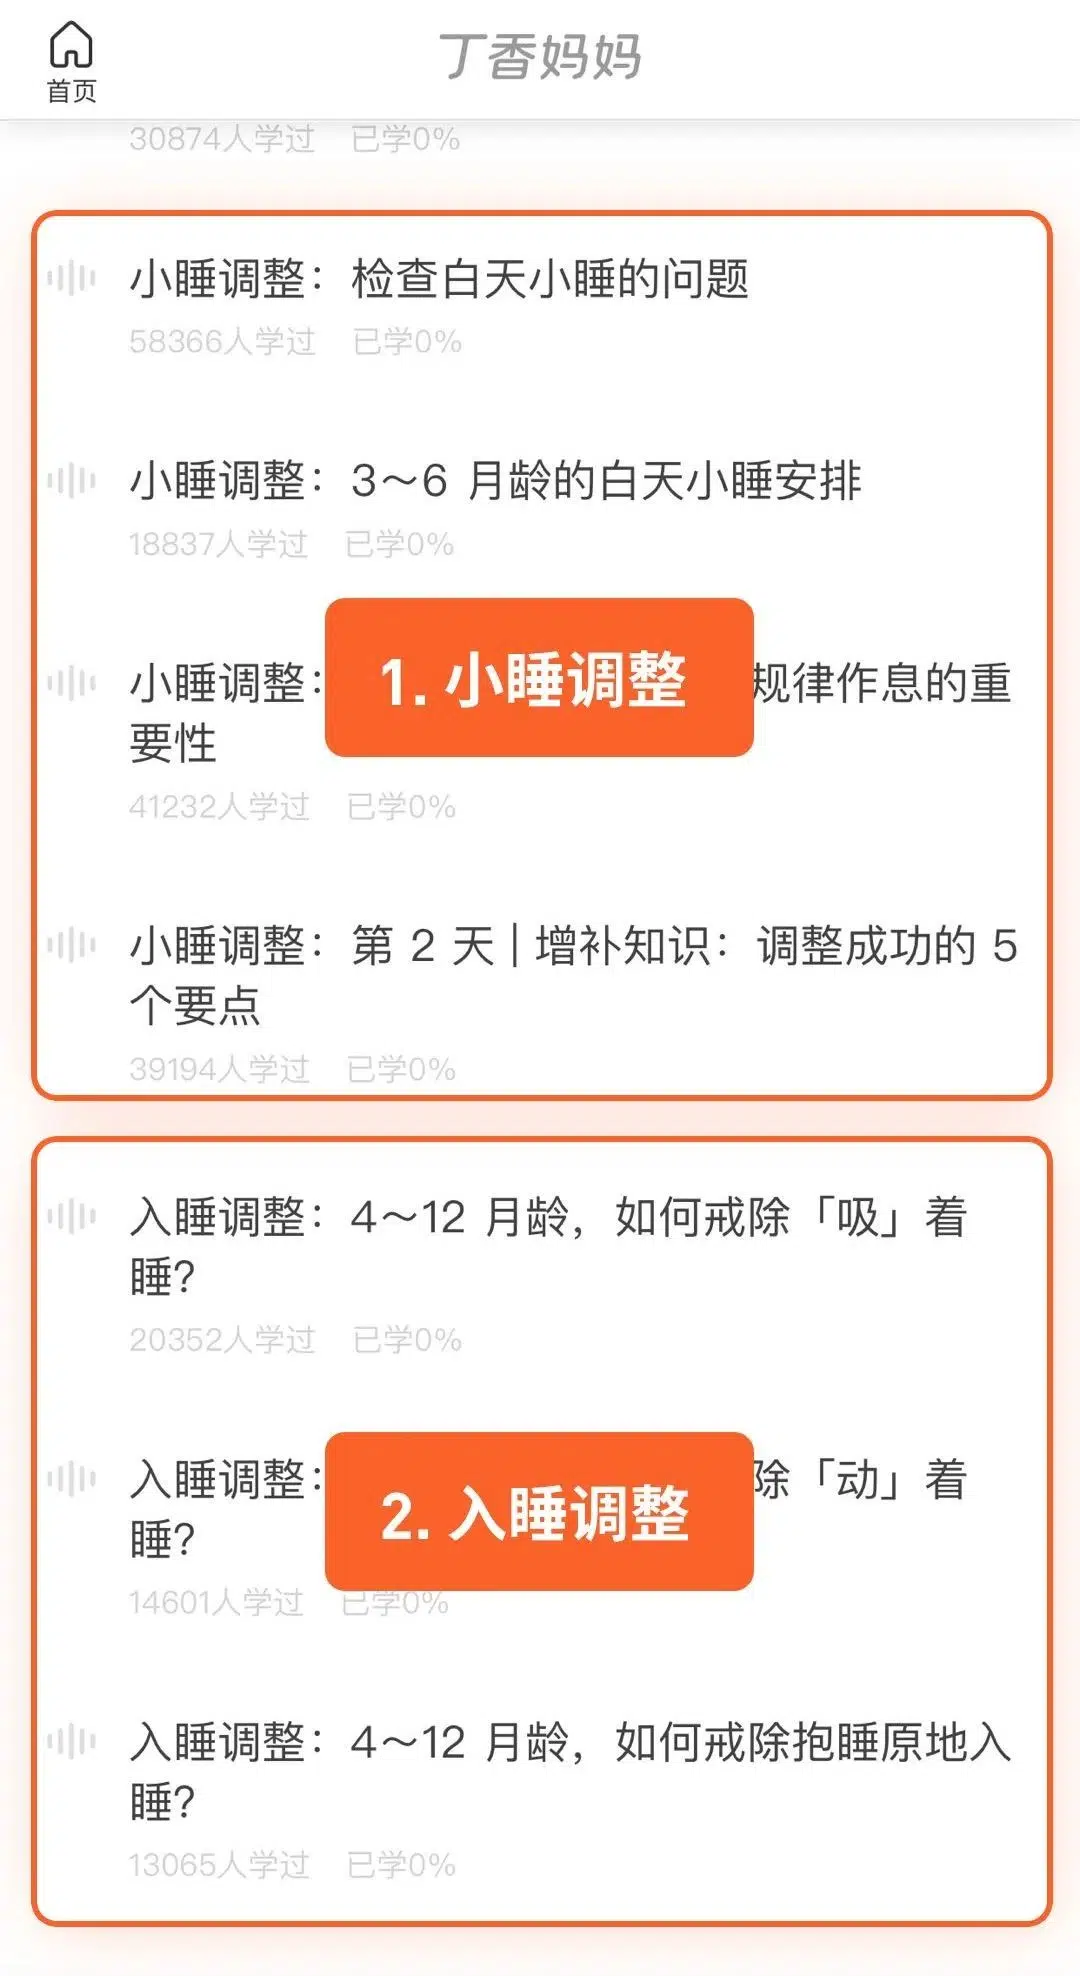 丁香妈妈
首页
30874人学过 已学0%
小睡调整：检查白天小睡的问题
58366人学过 已学0%
小睡调整：3～6 月龄的白天小睡安排
18837人学过 已学0%
小睡调整：
1. 小睡调整
规律作息的重
要性
41232人学过 已学0%
小睡调整：第 2 天 | 增补知识：调整成功的 5
个要点
39194人学过 已学0%
入睡调整：4～12 月龄，如何戒除「吸」着
睡？
20352人学过 已学0%
入睡调整：
2. 入睡调整
除「动」着
睡？
14601人学过 已学0%
入睡调整：4～12 月龄，如何戒除抱睡原地入
睡？
13065人学过 已学0%